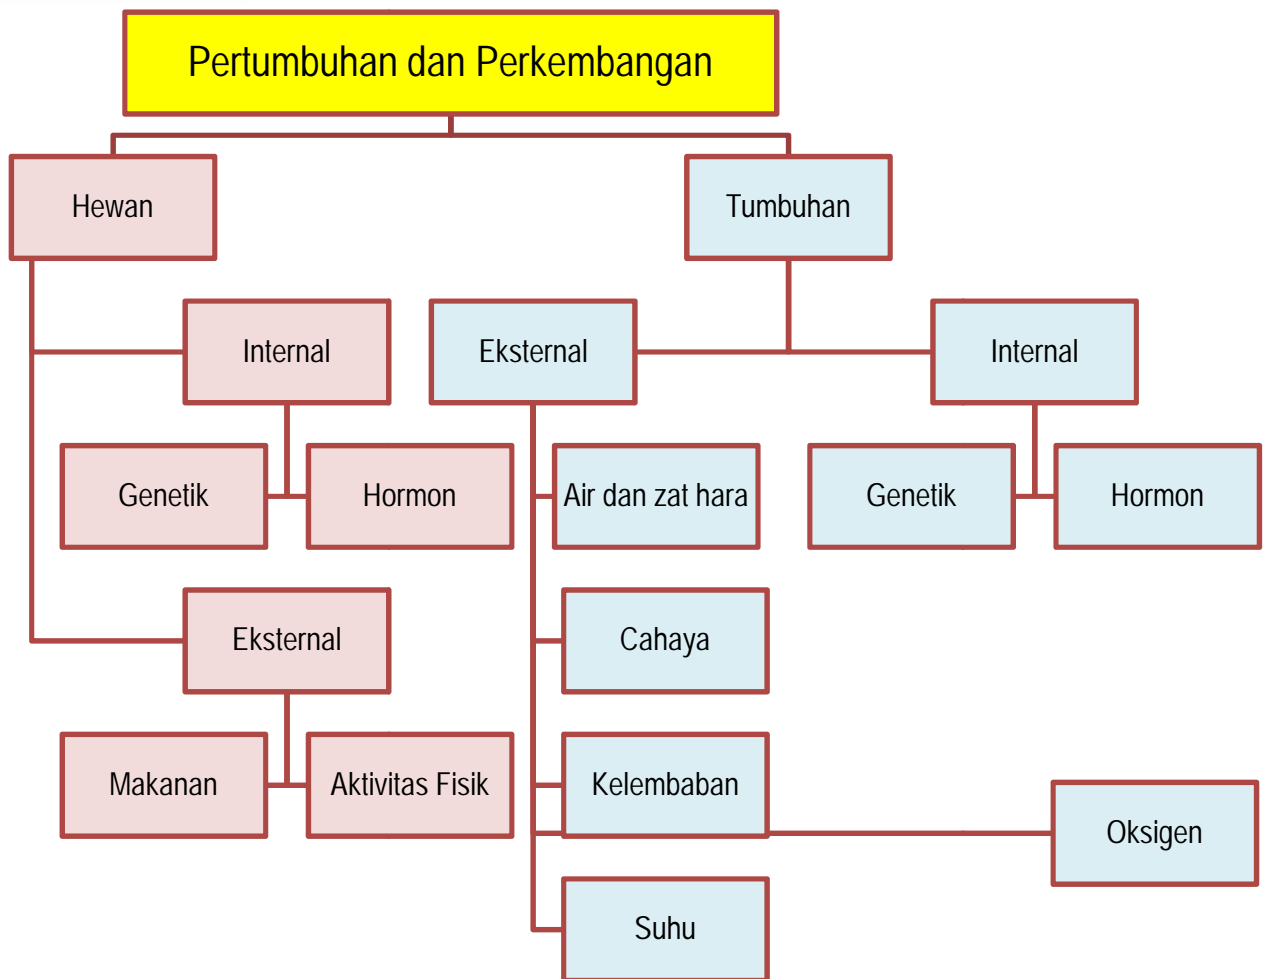 Pertumbuhan dan Perkembangan
Hewan
Tumbuhan
Internal
Eksternal
Internal
Genetik
Hormon
Air dan zat hara
Genetik
Hormon
Eksternal
Cahaya
Makanan
Aktivitas Fisik
Kelembaban
Oksigen
Suhu